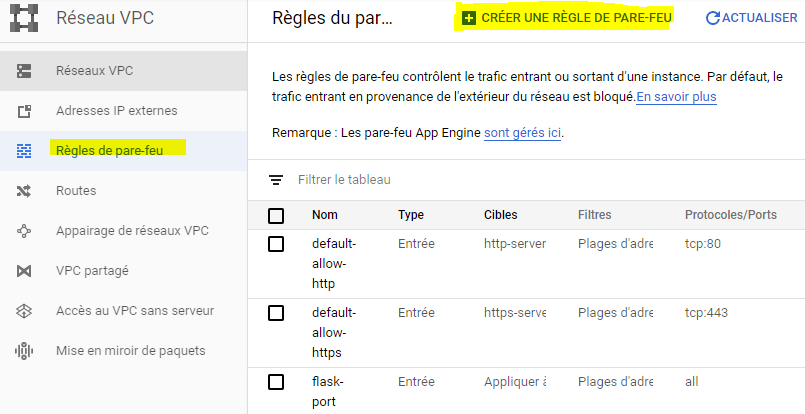 Réseau VPC
Règles du par...
CRÉER UNE RÈGLE DE PARE-FEU
ACTUALISER
Réseaux VPC
Adresses IP externes
Règles de pare-feu
Routes
Appairage de réseaux VPC
VPC partagé
Accès au VPC sans serveur
Mise en miroir de paquets
Les règles de pare-feu contrôlent le trafic entrant ou sortant d'une instance. Par défaut, le
trafic entrant en provenance de l'extérieur du réseau est bloqué.En savoir plus
Remarque : Les pare-feu App Engine sont gérés ici.
Filtrer le tableau
Nom Type Cibles Filtres Protocoles/Ports
default-
allow-
http
Entrée http-server Plages d'adre tcp:80
default-
allow-
https
Entrée https-serve Plages d'adre tcp:443
flask-
port
Entrée Appliquer à Plages d'adre all